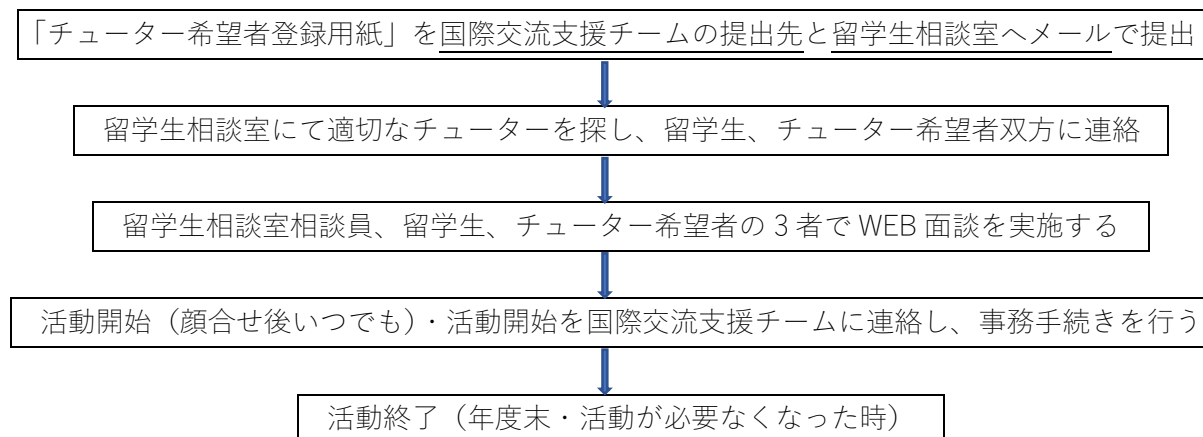 「チューター希望者登録用紙」を国際交流支援チームの提出先と留学生相談室へメールで提出
留学生相談室にて適切なチューターを探し、留学生、チューター希望者双方に連絡
留学生相談室相談員、留学生、チューター希望者の 3 者で WEB 面談を実施する
活動開始（顔合せ後いつでも）・活動開始を国際交流支援チームに連絡し、事務手続きを行う
活動終了（年度末・活動が必要なくなった時）